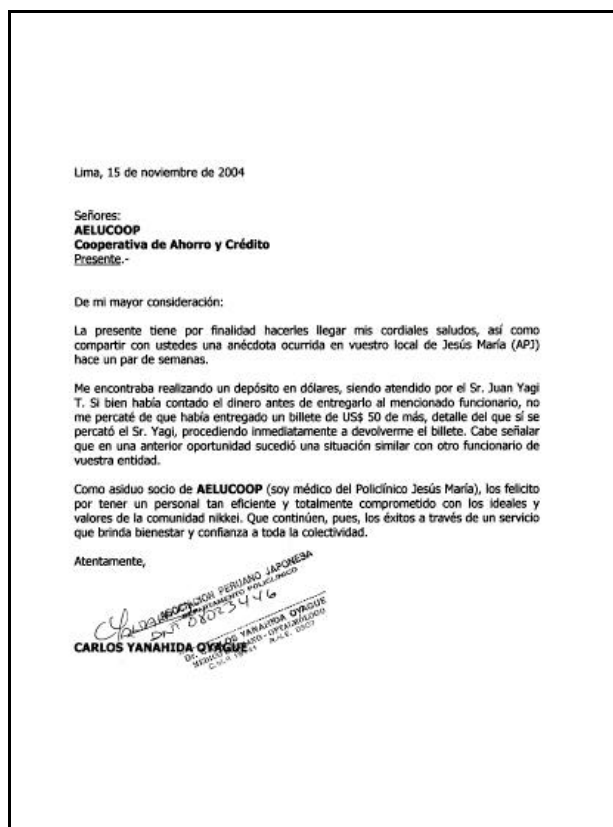 Lima, 15 de noviembre de 2004
Señores:
AELUCOOP
Cooperativa de Ahorro y Crédito
Presente.-
De mi mayor consideración:
La presente tiene por finalidad hacerles llegar mis cordiales saludos, así como
compartir con ustedes una anécdota ocurrida en vuestro local de Jesús María (APJ)
hace un par de semanas.
Me encontraba realizando un depósito en dólares, siendo atendido por el Sr. Juan Yagi
T. Si bien había contado el dinero antes de entregarlo al mencionado funcionario, no
me percaté de que había entregado un billete de US$ 50 de más, detalle del que sí se
percató el Sr. Yagi, procediendo inmediatamente a devolverme el billete. Cabe señalar
que en una anterior oportunidad sucedió una situación similar con otro funcionario de
vuestra entidad.
Como asiduo socio de AELUCOOP (soy médico del Policlínico Jesús María), los felicito
por tener un personal tan eficiente y totalmente comprometido con los ideales y
valores de la comunidad nikkei. Que continúen, pues, los éxitos a través de un servicio
que brinda bienestar y confianza a toda la colectividad.
Atentamente,
ASOCIACION PERUANO JAPONESA
DEPARTAMENTO POLICLINICO
DNI 08023446
Dr. CARLOS YANAHIDA OYAGUE
MEDICO CIRUJANO - OFTALMOLOGO
CARLOS YANAHIDA OYAGUE